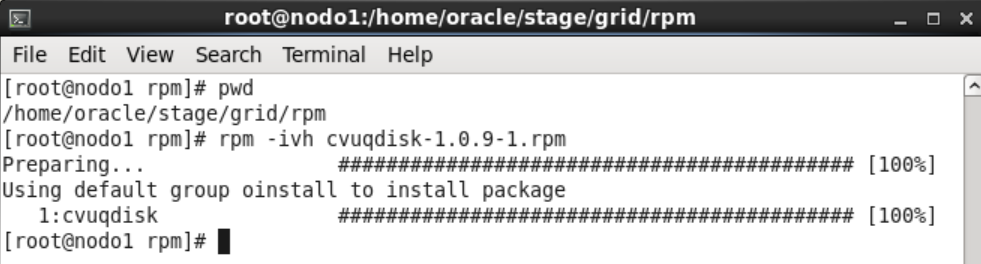 root@nodo1:/home/oracle/stage/grid/rpm
File Edit View Search Terminal Help
[root@nodo1 rpm]# pwd
/home/oracle/stage/grid/rpm
[root@nodo1 rpm]# rpm -ivh cvuqdisk-1.0.9-1.rpm
Preparing...                ########################################### [100%]
Using default group oinstall to install package
   1:cvuqdisk               ########################################### [100%]
[root@nodo1 rpm]#